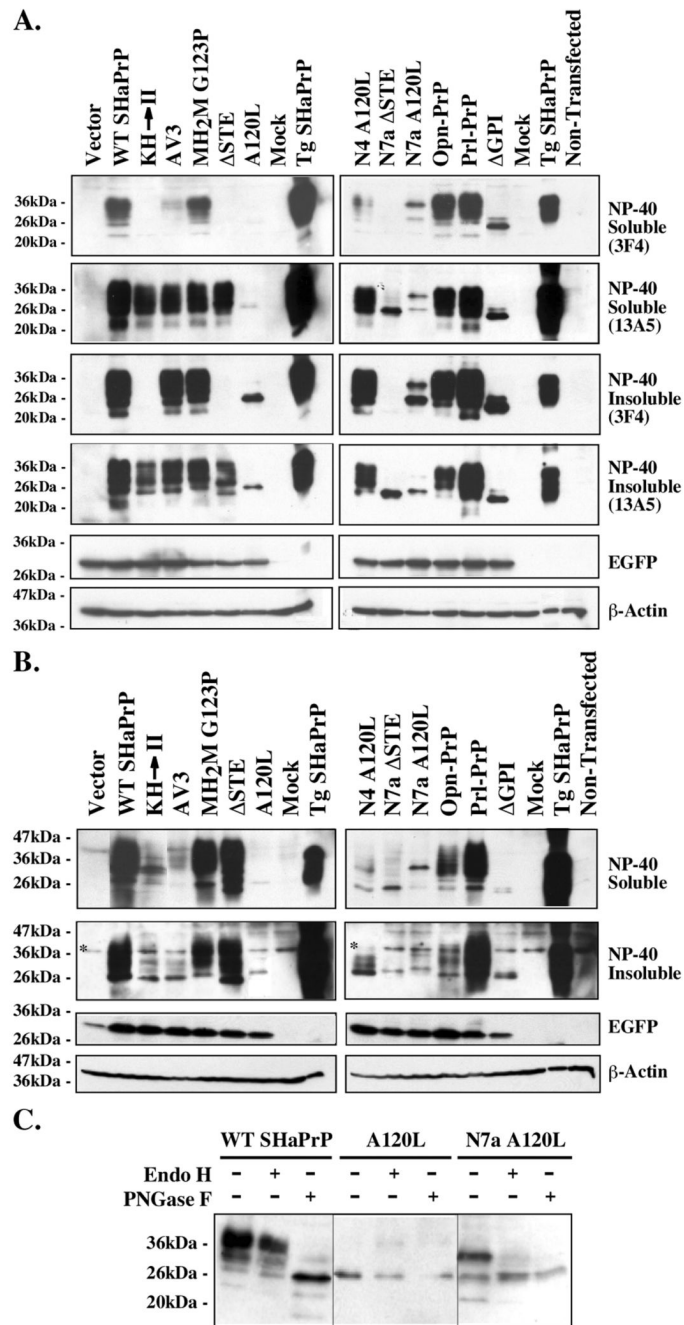 A.
Vector WT SHaPrP KH→II AV3 MH2M G123P ΔSTE A120L Mock Tg SHaPrP
N4 A120L N7a ΔSTE N7a A120L Opn-PrP Prl-PrP ΔGPI Mock Tg SHaPrP Non-Transfected
36kDa -
26kDa -
20kDa -
NP-40
Soluble
(3F4)
36kDa -
26kDa -
20kDa -
NP-40
Soluble
(13A5)
36kDa -
26kDa -
20kDa -
NP-40
Insoluble
(3F4)
36kDa -
26kDa -
20kDa -
NP-40
Insoluble
(13A5)
36kDa -
26kDa -
EGFP
47kDa -
36kDa -
β-Actin
B.
Vector WT SHaPrP KH→II AV3 MH2M G123P ΔSTE A120L Mock Tg SHaPrP
N4 A120L N7a ΔSTE N7a A120L Opn-PrP Prl-PrP ΔGPI Mock Tg SHaPrP Non-Transfected
47kDa -
36kDa -
26kDa -
NP-40
Soluble
47kDa -
36kDa -
26kDa -
* *
NP-40
Insoluble
36kDa -
26kDa -
EGFP
47kDa -
36kDa -
β-Actin
C.
WT SHaPrP A120L N7a A120L
Endo H - + - - + - - + -
PNGase F - - + - - + - - +
36kDa -
26kDa -
20kDa -